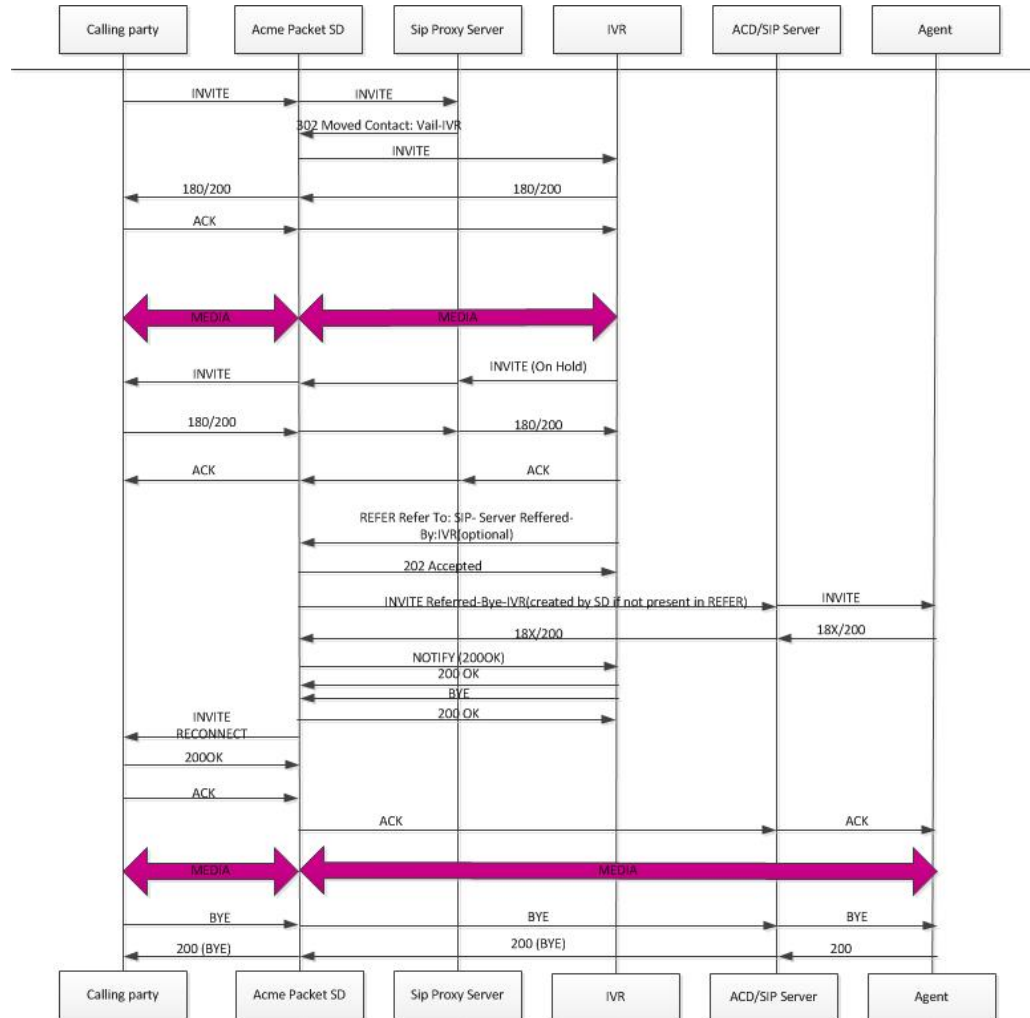 Calling party
Acme Packet SD
Sip Proxy Server
IVR
ACD/SIP Server
Agent
INVITE
INVITE
302 Moved Contact: Vail-IVR
INVITE
180/200
180/200
ACK
MEDIA
MEDIA
INVITE (On Hold)
INVITE
180/200
180/200
ACK
ACK
REFER Refer To: SIP- Server Reffered-
By:IVR(optional)
202 Accepted
INVITE Referred-Bye-IVR(created by SD if not present in REFER)
INVITE
18X/200
18X/200
NOTIFY (200OK)
200 OK
BYE
200 OK
INVITE
RECONNECT
200OK
ACK
ACK
ACK
MEDIA
MEDIA
BYE
BYE
BYE
200 (BYE)
200 (BYE)
200
Calling party
Acme Packet SD
Sip Proxy Server
IVR
ACD/SIP Server
Agent